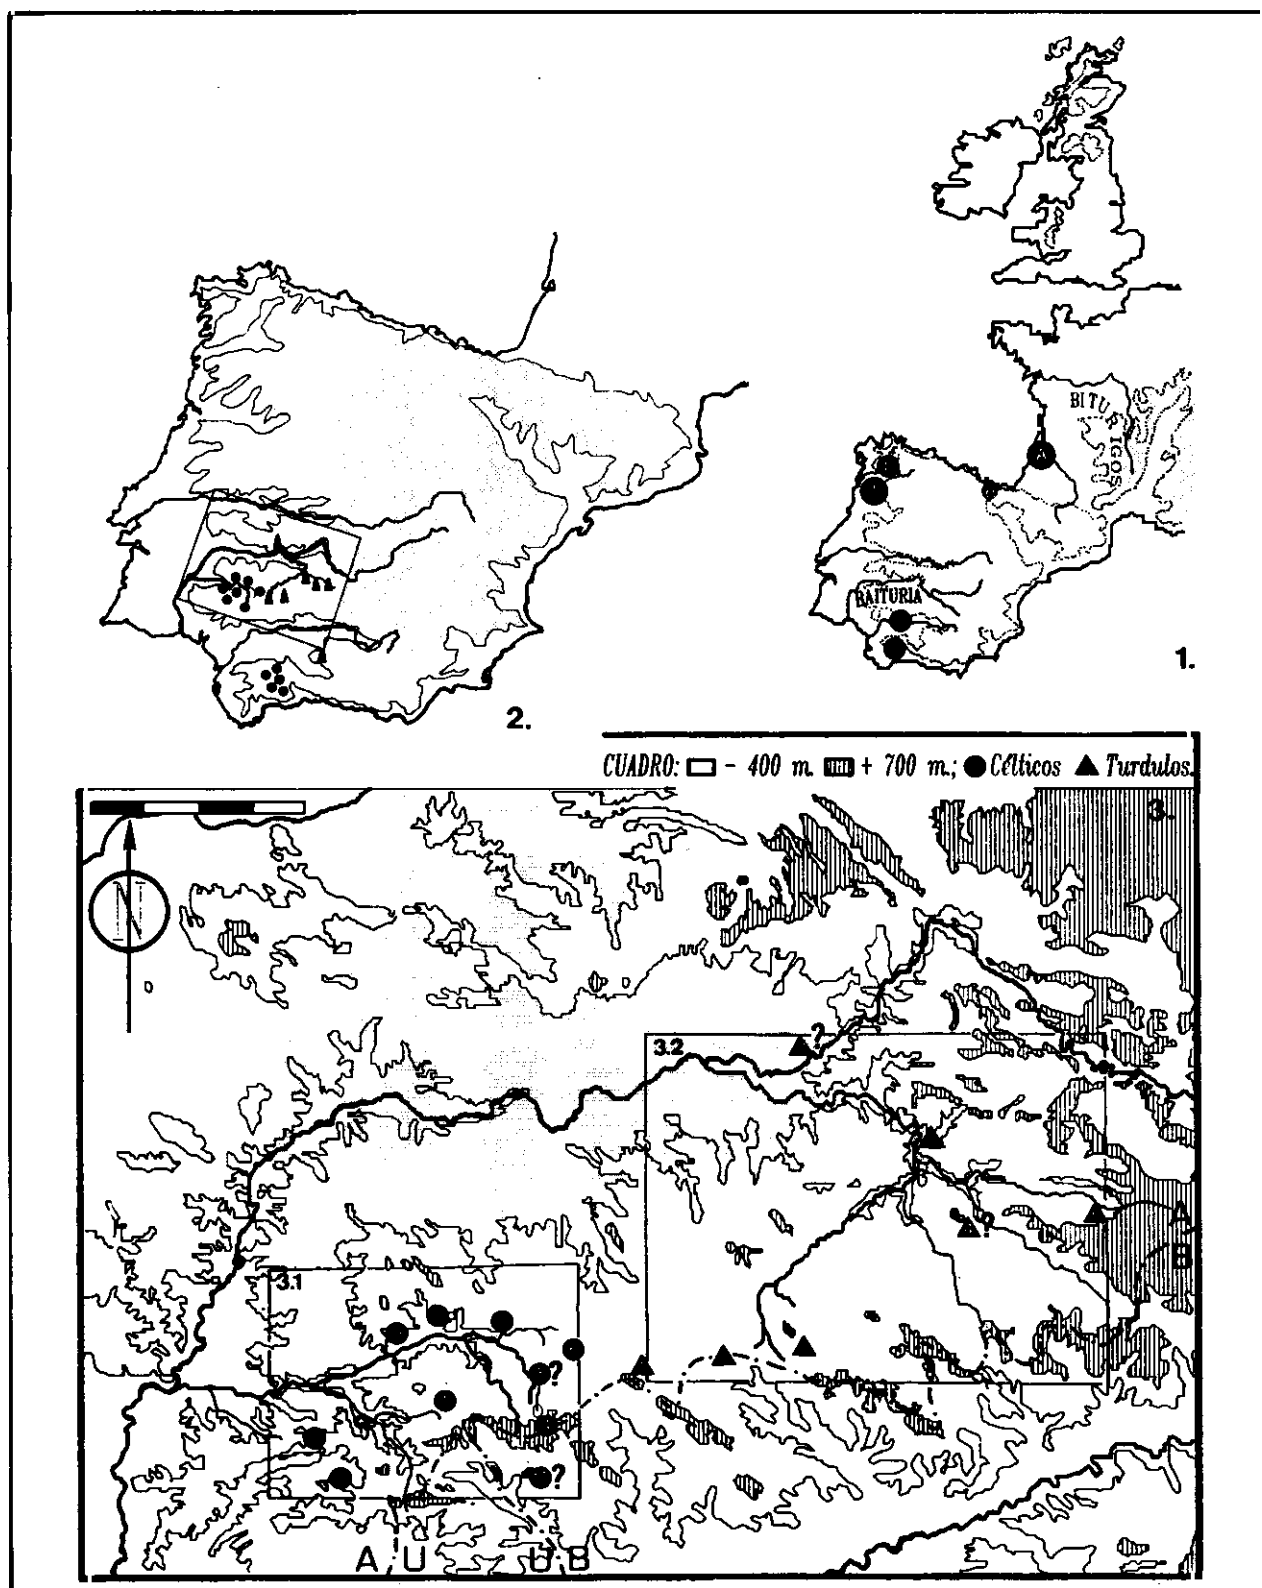 BITURIGOS
A
BAITURIA
1.
2.
CUADRO: - 400 m. + 700 m.; Célticos Turdulos.
3.
N
?
3.2
?
A
B
3.1
?
?
A U U B